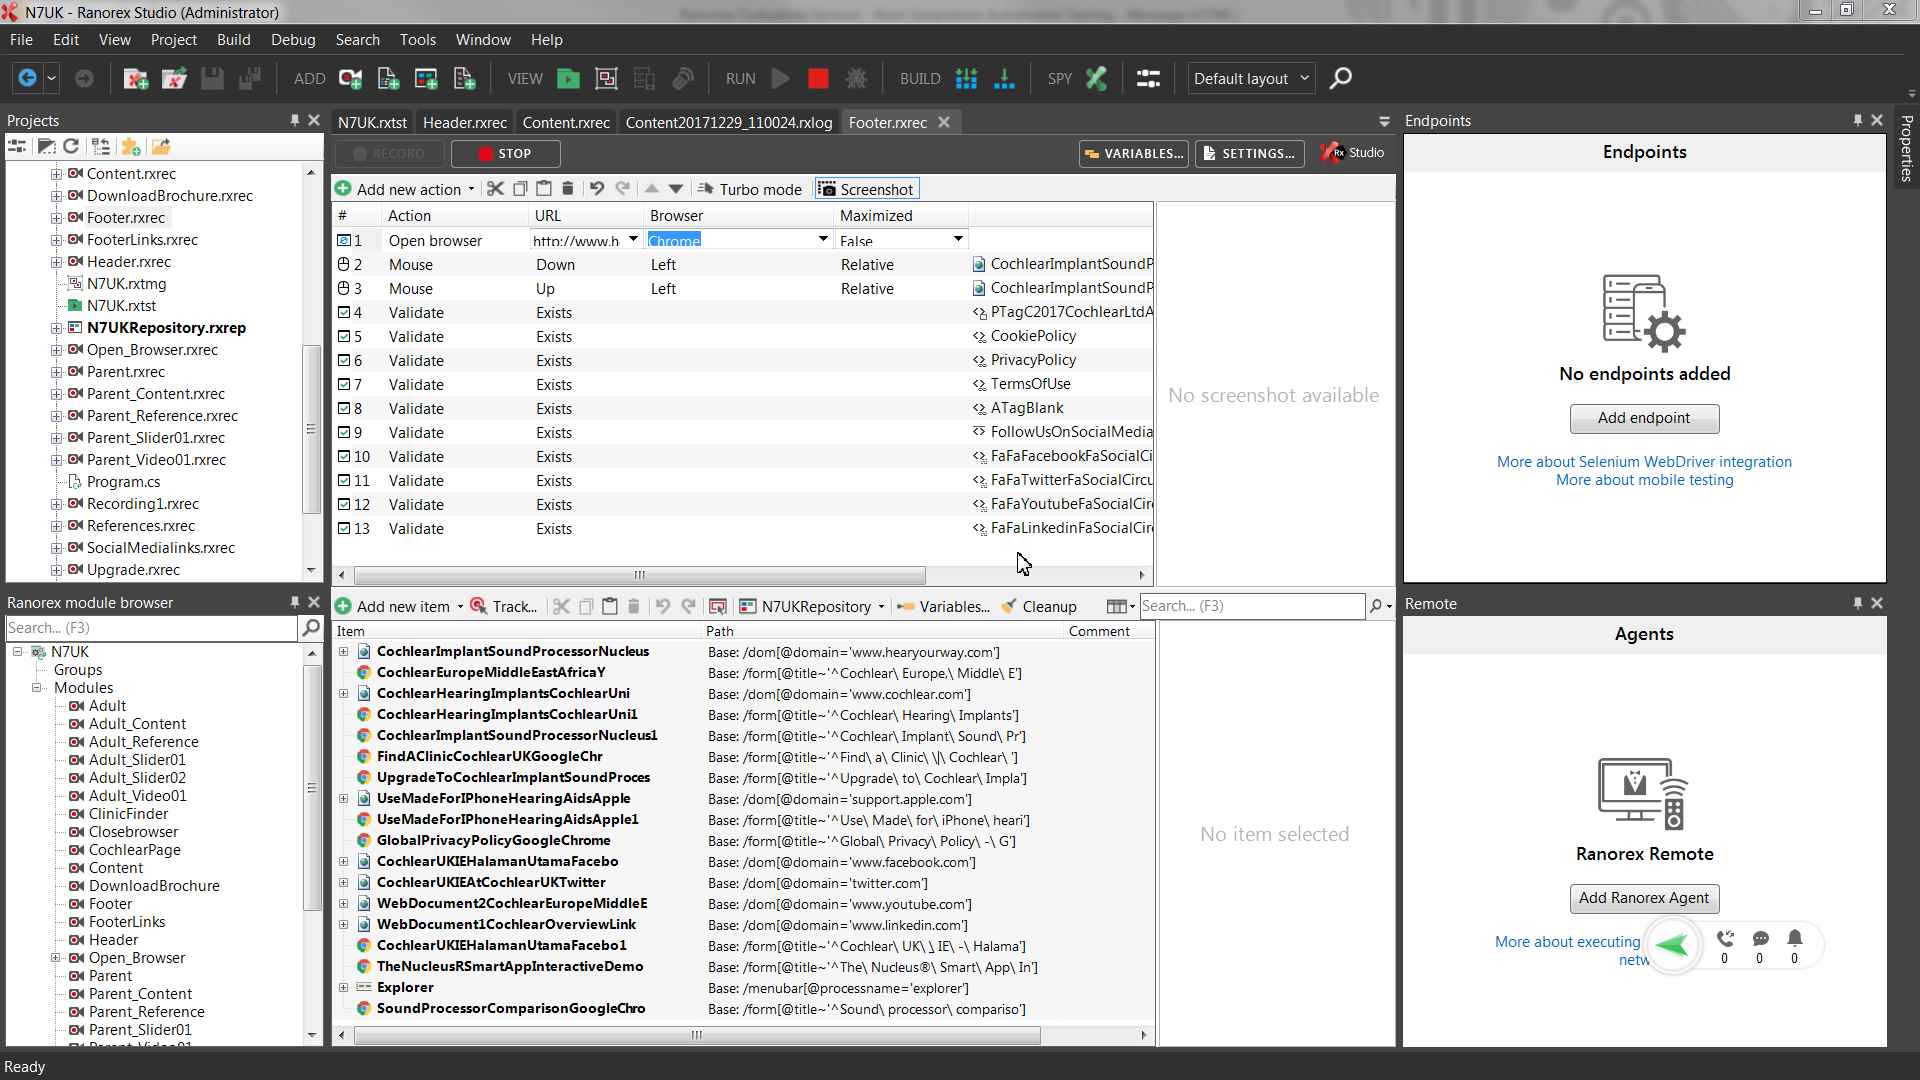 N7UK - Ranorex Studio (Administrator)
File Edit View Project Build Debug Search Tools Window Help
ADD VIEW RUN BUILD SPY Default layout
Projects
Content.rxrec
DownloadBrochure.rxrec
Footer.rxrec
FooterLinks.rxrec
Header.rxrec
N7UK.rxtmg
N7UK.rxtst
N7UKRepository.rxrep
Open_Browser.rxrec
Parent.rxrec
Parent_Content.rxrec
Parent_Reference.rxrec
Parent_Slider01.rxrec
Parent_Video01.rxrec
Program.cs
Recording1.rxrec
References.rxrec
SocialMedialinks.rxrec
Upgrade.rxrec
Ranorex module browser
Search... (F3)
N7UK
Groups
Modules
Adult
Adult_Content
Adult_Reference
Adult_Slider01
Adult_Slider02
Adult_Video01
ClinicFinder
Closebrowser
CochlearPage
Content
DownloadBrochure
Footer
FooterLinks
Header
Open_Browser
Parent
Parent_Content
Parent_Reference
Parent_Slider01
Parent_Video01
N7UK.rxtst Header.rxrec Content.rxrec Content20171229_110024.rxlog Footer.rxrec
RECORD STOP VARIABLES... SETTINGS... Rx Studio
Add new action Turbo mode Screenshot
# Action URL Browser Maximized
1 Open browser http://www.h Chrome False
2 Mouse Down Left Relative CochlearImplantSoundP
3 Mouse Up Left Relative CochlearImplantSoundP
4 Validate Exists PTagC2017CochlearLtdA
5 Validate Exists CookiePolicy
6 Validate Exists PrivacyPolicy
7 Validate Exists TermsOfUse
8 Validate Exists ATagBlank
9 Validate Exists FollowUsOnSocialMedia
10 Validate Exists FaFaFacebookFaSocialCi
11 Validate Exists FaFaTwitterFaSocialCircu
12 Validate Exists FaFaYoutubeFaSocialCir
13 Validate Exists FaFaLinkedinFaSocialCir
No screenshot available
Add new item Track... N7UKRepository Variables... Cleanup Search... (F3)
Item Path Comment
CochlearImplantSoundProcessorNucleus Base: /dom[@domain='www.hearyourway.com']
CochlearEuropeMiddleEastAfricaY Base: /form[@title~'^Cochlear\ Europe,\ Middle\ E']
CochlearHearingImplantsCochlearUni Base: /dom[@domain='www.cochlear.com']
CochlearHearingImplantsCochlearUni1 Base: /form[@title~'^Cochlear\ Hearing\ Implants']
CochlearImplantSoundProcessorNucleus1 Base: /form[@title~'^Cochlear\ Implant\ Sound\ Pr']
FindAClinicCochlearUKGoogleChr Base: /form[@title~'^Find\ a\ Clinic\ \|\ Cochlear\ ']
UpgradeToCochlearImplantSoundProces Base: /form[@title~'^Upgrade\ to\ Cochlear\ Impla']
UseMadeForIPhoneHearingAidsApple Base: /dom[@domain='support.apple.com']
UseMadeForIPhoneHearingAidsApple1 Base: /form[@title~'^Use\ Made\ for\ iPhone\ heari']
GlobalPrivacyPolicyGoogleChrome Base: /form[@title~'^Global\ Privacy\ Policy\ -\ G']
CochlearUKIEHalamanUtamaFacebo Base: /dom[@domain='www.facebook.com']
CochlearUKIEAtCochlearUKTwitter Base: /dom[@domain='twitter.com']
WebDocument2CochlearEuropeMiddleE Base: /dom[@domain='www.youtube.com']
WebDocument1CochlearOverviewLink Base: /dom[@domain='www.linkedin.com']
CochlearUKIEHalamanUtamaFacebo1 Base: /form[@title~'^Cochlear\ UK\ \ IE\ -\ Halama']
TheNucleusRSmartAppInteractiveDemo Base: /form[@title~'^The\ Nucleus®\ Smart\ App\ In']
Explorer Base: /menubar[@processname='explorer']
SoundProcessorComparisonGoogleChro Base: /form[@title~'^Sound\ processor\ compariso']
No item selected
Endpoints
Endpoints
No endpoints added
Add endpoint
More about Selenium WebDriver integration
More about mobile testing
Remote
Agents
Ranorex Remote
Add Ranorex Agent
More about executing
netw
0 0 0
Properties
Ready